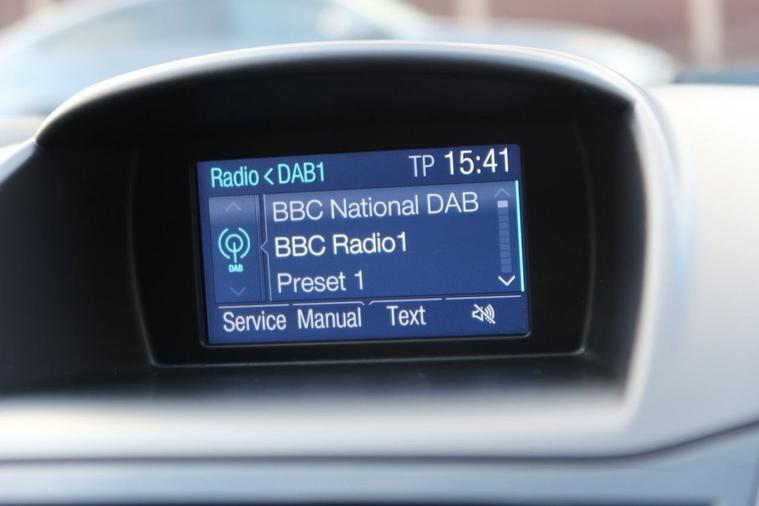 Radio < DAB1 TP 15:41
BBC National DAB
DAB
BBC Radio1
Preset 1
Service Manual Text